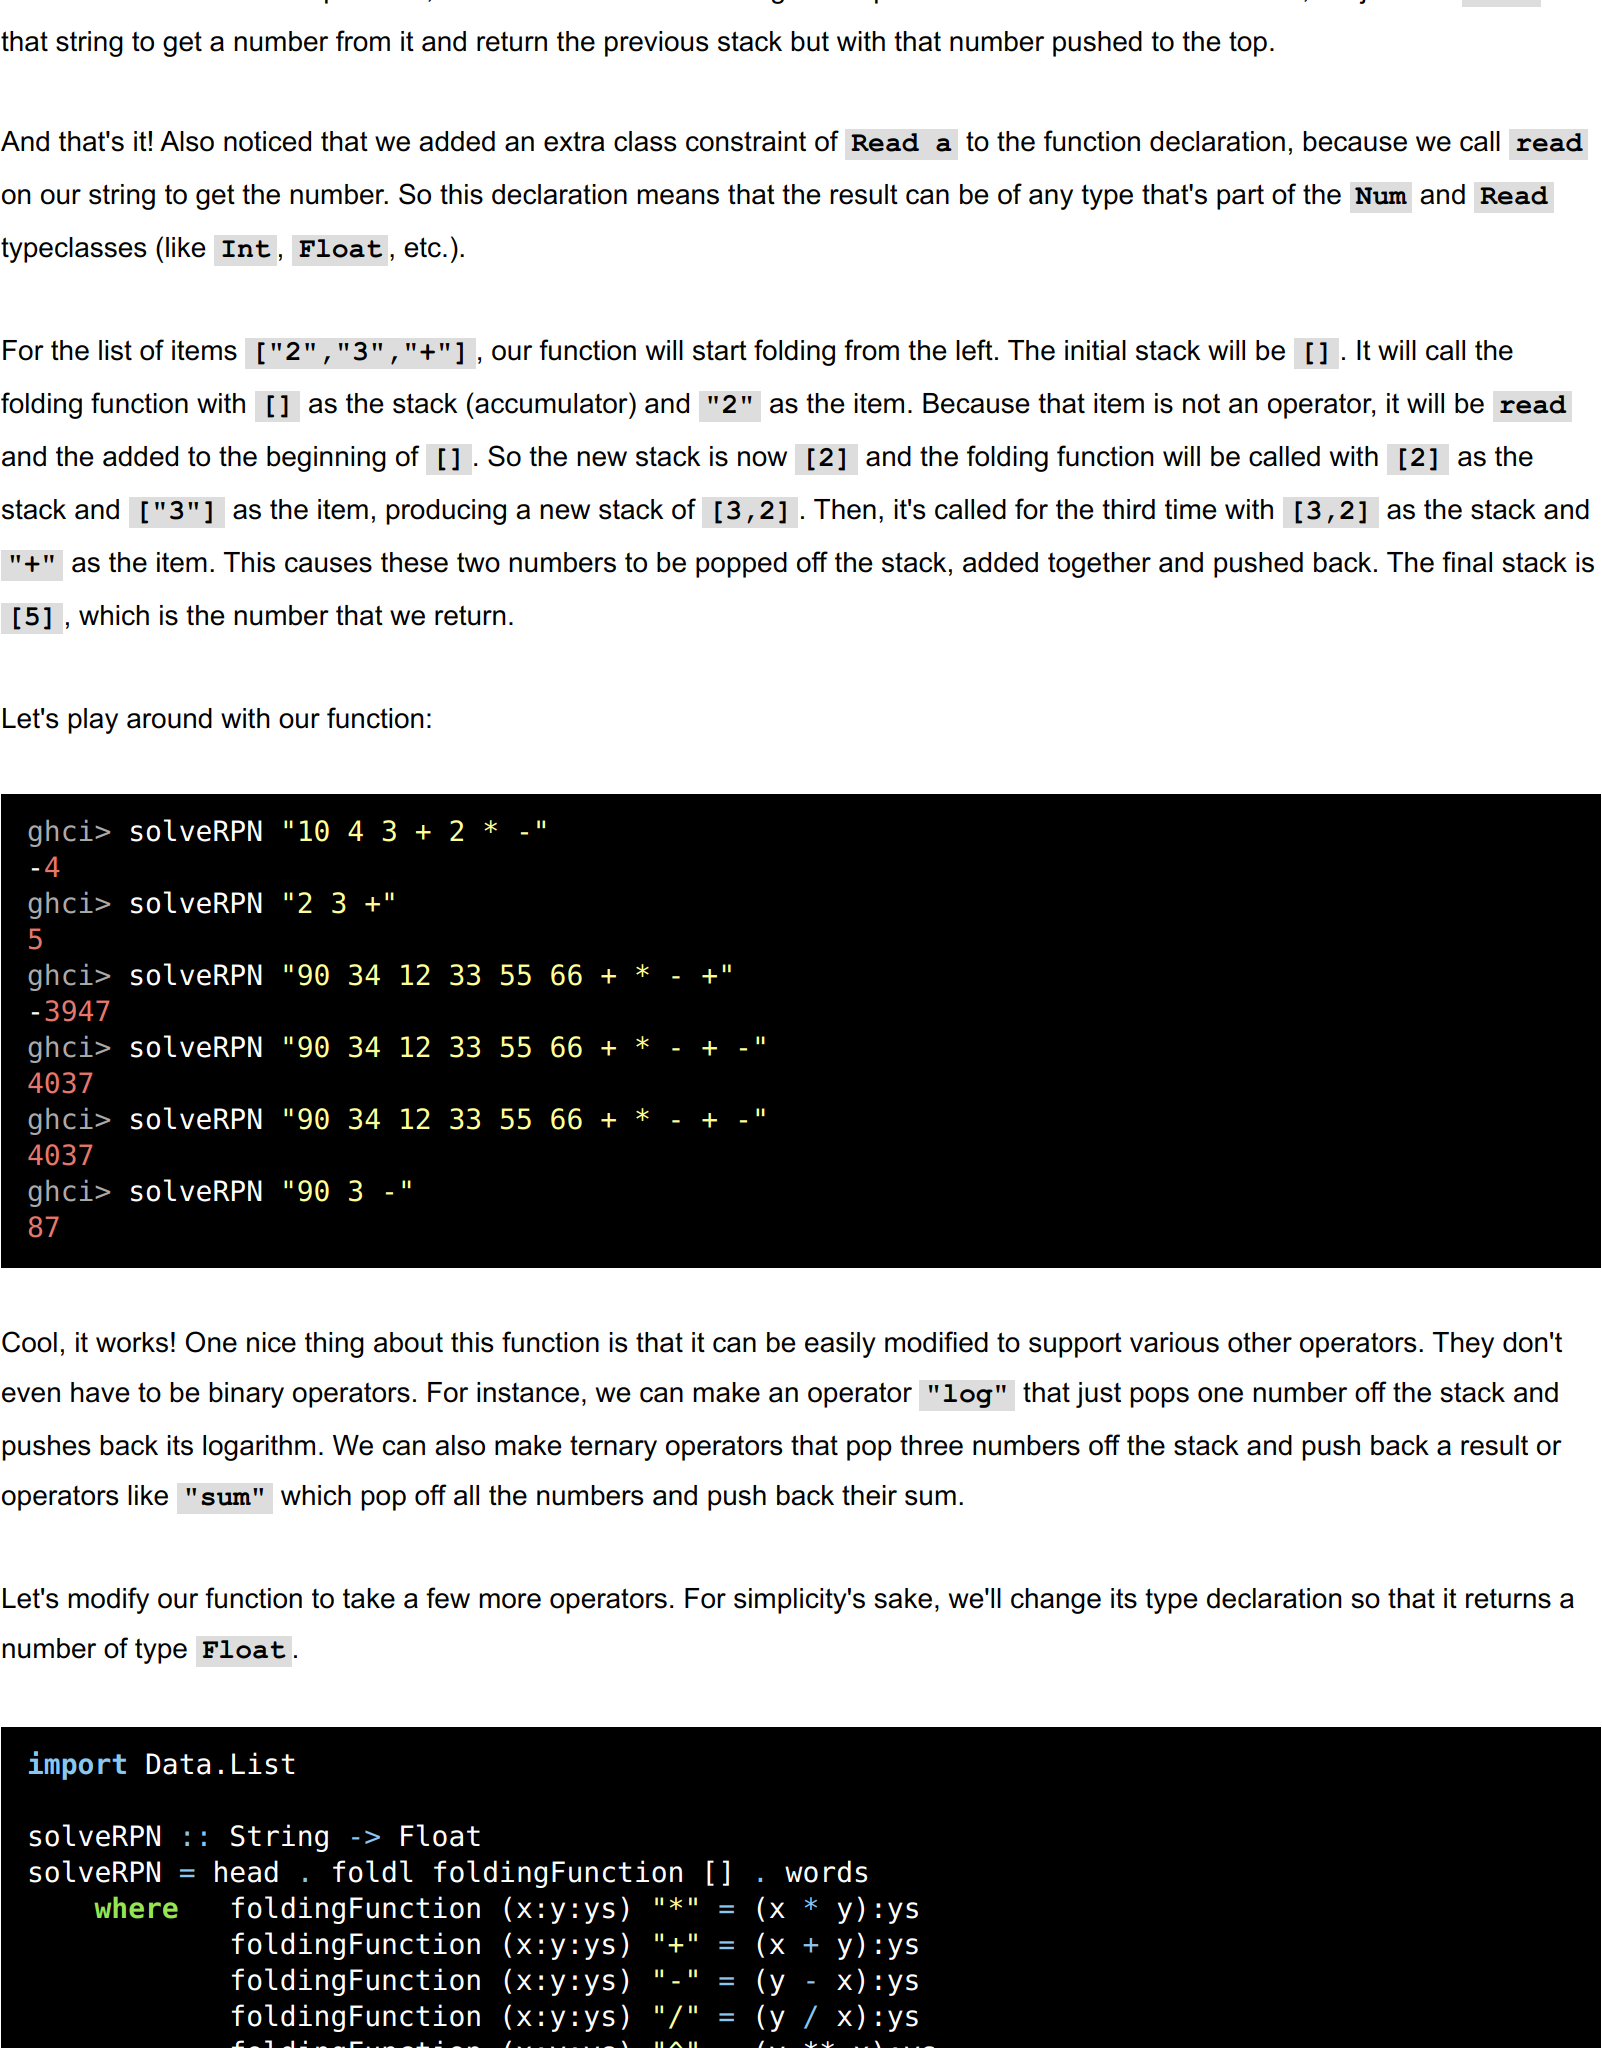 that string to get a number from it and return the previous stack but with that number pushed to the top.
And that's it! Also noticed that we added an extra class constraint of Read a to the function declaration, because we call read
on our string to get the number. So this declaration means that the result can be of any type that's part of the Num and Read
typeclasses (like Int, Float, etc.).
For the list of items ["2","3","+"], our function will start folding from the left. The initial stack will be []. It will call the
folding function with [] as the stack (accumulator) and "2" as the item. Because that item is not an operator, it will be read
and the added to the beginning of []. So the new stack is now [2] and the folding function will be called with [2] as the
stack and ["3"] as the item, producing a new stack of [3,2]. Then, it's called for the third time with [3,2] as the stack and
"+" as the item. This causes these two numbers to be popped off the stack, added together and pushed back. The final stack is
[5], which is the number that we return.
Let's play around with our function:
ghci> solveRPN "10 4 3 + 2 * -"
-4
ghci> solveRPN "2 3 +"
5
ghci> solveRPN "90 34 12 33 55 66 + * - +"
-3947
ghci> solveRPN "90 34 12 33 55 66 + * - + -"
4037
ghci> solveRPN "90 34 12 33 55 66 + * - + -"
4037
ghci> solveRPN "90 3 -"
87
Cool, it works! One nice thing about this function is that it can be easily modified to support various other operators. They don't
even have to be binary operators. For instance, we can make an operator "log" that just pops one number off the stack and
pushes back its logarithm. We can also make ternary operators that pop three numbers off the stack and push back a result or
operators like "sum" which pop off all the numbers and push back their sum.
Let's modify our function to take a few more operators. For simplicity's sake, we'll change its type declaration so that it returns a
number of type Float.
import Data.List
solveRPN :: String -> Float
solveRPN = head . foldl foldingFunction [] . words
where foldingFunction (x:y:ys) "*" = (x * y):ys
foldingFunction (x:y:ys) "+" = (x + y):ys
foldingFunction (x:y:ys) "-" = (y - x):ys
foldingFunction (x:y:ys) "/" = (y / x):ys